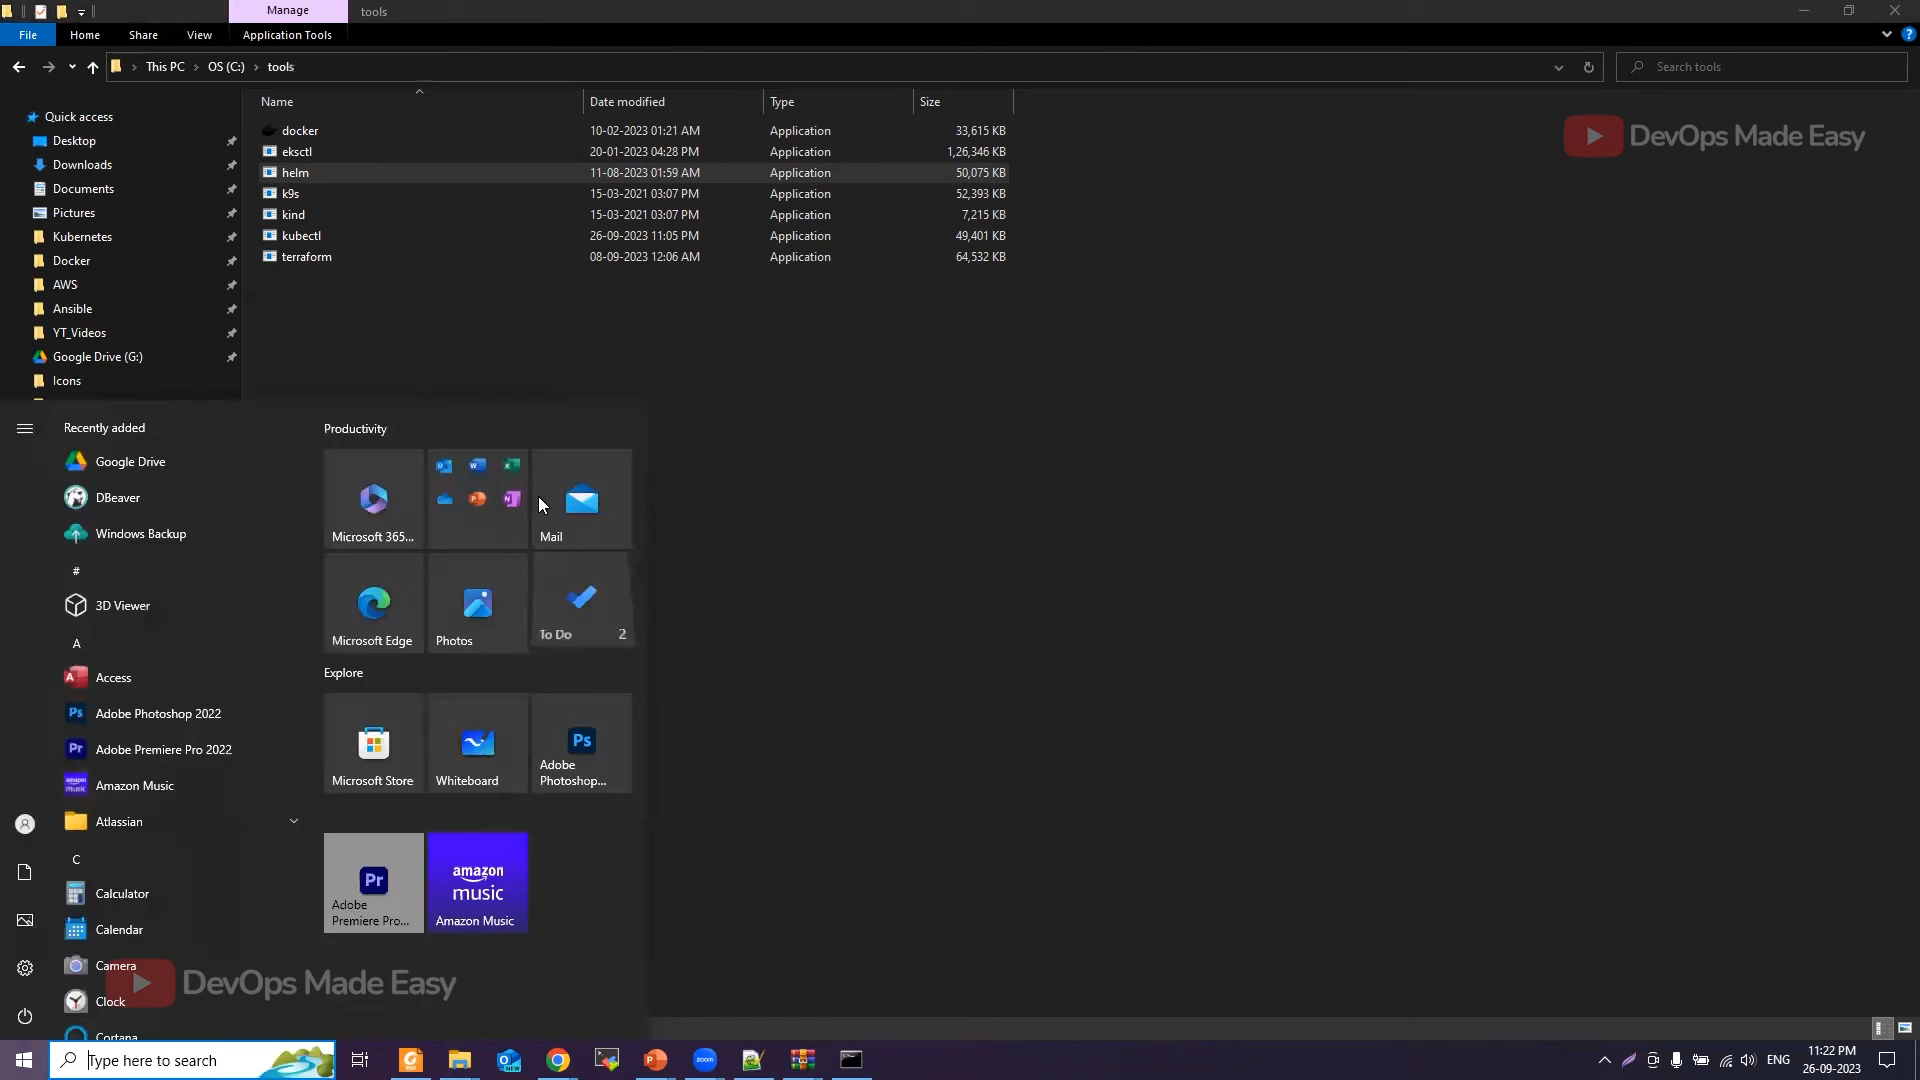 Manage
tools
File
Home
Share
View
Application Tools
This PC
OS (C:)
tools
Search tools
Name
Date modified
Type
Size
docker 10-02-2023 01:21 AM Application 33,615 KB
eksctl 20-01-2023 04:28 PM Application 1,26,346 KB
helm 11-08-2023 01:59 AM Application 50,075 KB
k9s 15-03-2021 03:07 PM Application 52,393 KB
kind 15-03-2021 03:07 PM Application 7,215 KB
kubectl 26-09-2023 11:05 PM Application 49,401 KB
terraform 08-09-2023 12:06 AM Application 64,532 KB
DevOps Made Easy
Quick access
Desktop
Downloads
Documents
Pictures
Kubernetes
Docker
AWS
Ansible
YT_Videos
Google Drive (G:)
Icons
Recently added
Google Drive
DBeaver
Windows Backup
#
3D Viewer
A
Access
Adobe Photoshop 2022
Adobe Premiere Pro 2022
Amazon Music
Atlassian
C
Calculator
Calendar
Camera
Clock
Cortana
Productivity
Microsoft 365...
Mail
Microsoft Edge
Photos
To Do 2
Explore
Microsoft Store
Whiteboard
Ps
Adobe
Photoshop...
Pr
Adobe
Premiere Pro...
amazon
music
Amazon Music
DevOps Made Easy
Type here to search
zoom
ENG
11:22 PM
26-09-2023